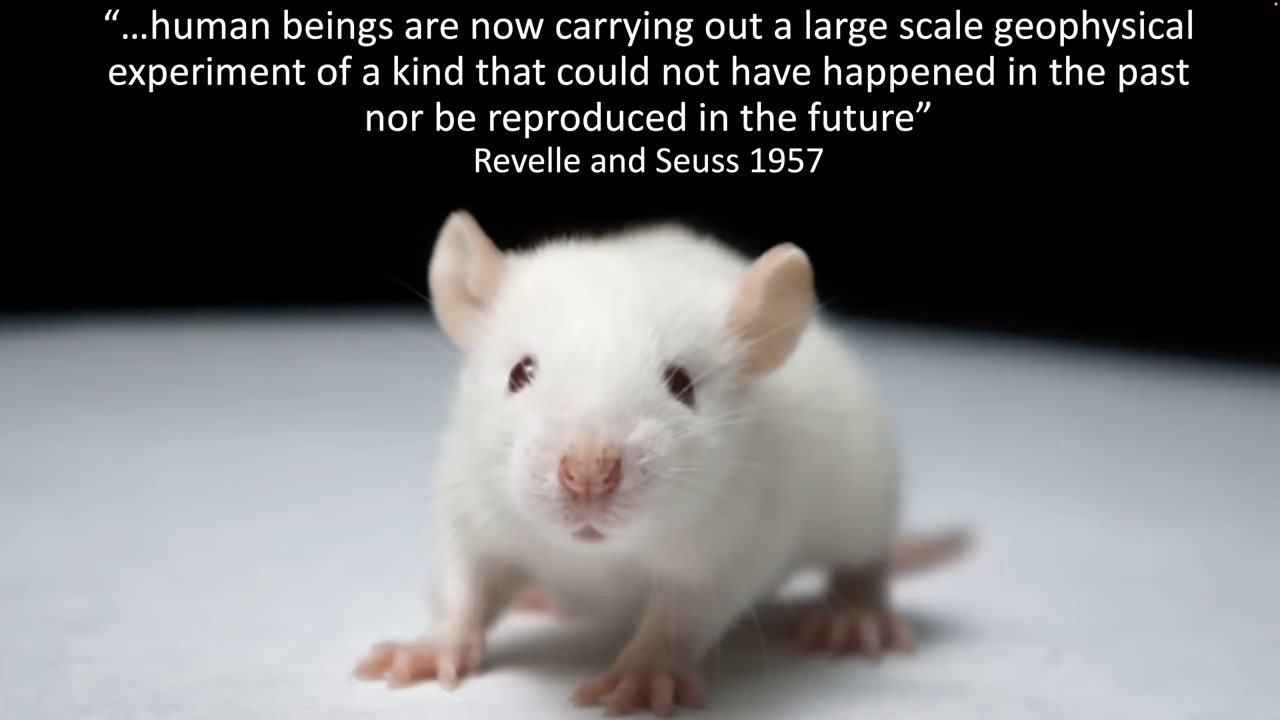 “…human beings are now carrying out a large scale geophysical
experiment of a kind that could not have happened in the past
nor be reproduced in the future”
Revelle and Seuss 1957